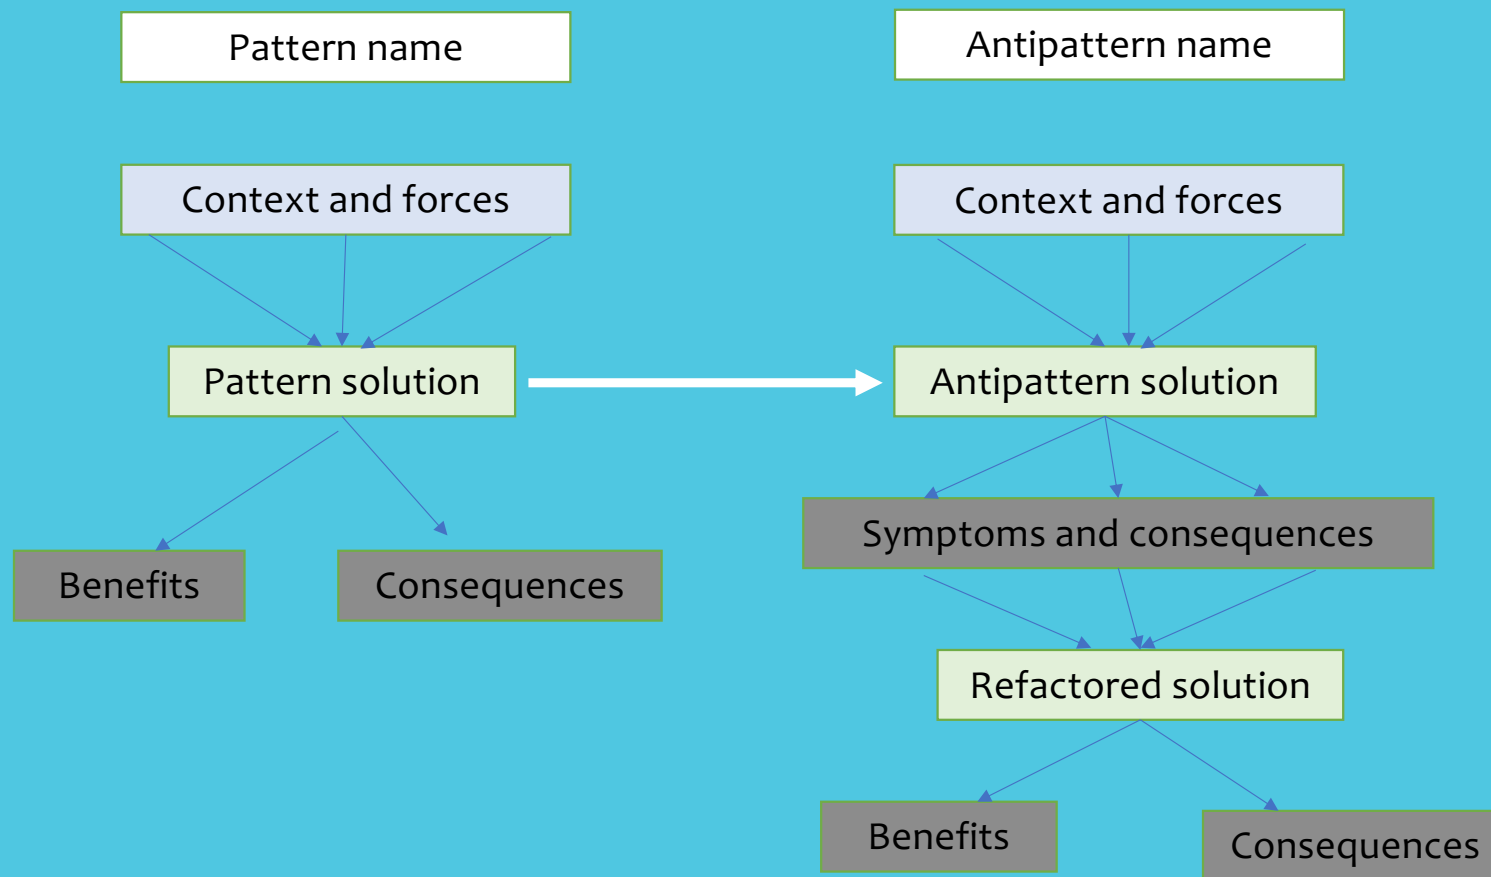 Pattern name
Antipattern name
Context and forces
Context and forces
Pattern solution
Antipattern solution
Symptoms and consequences
Benefits
Consequences
Refactored solution
Benefits
Consequences